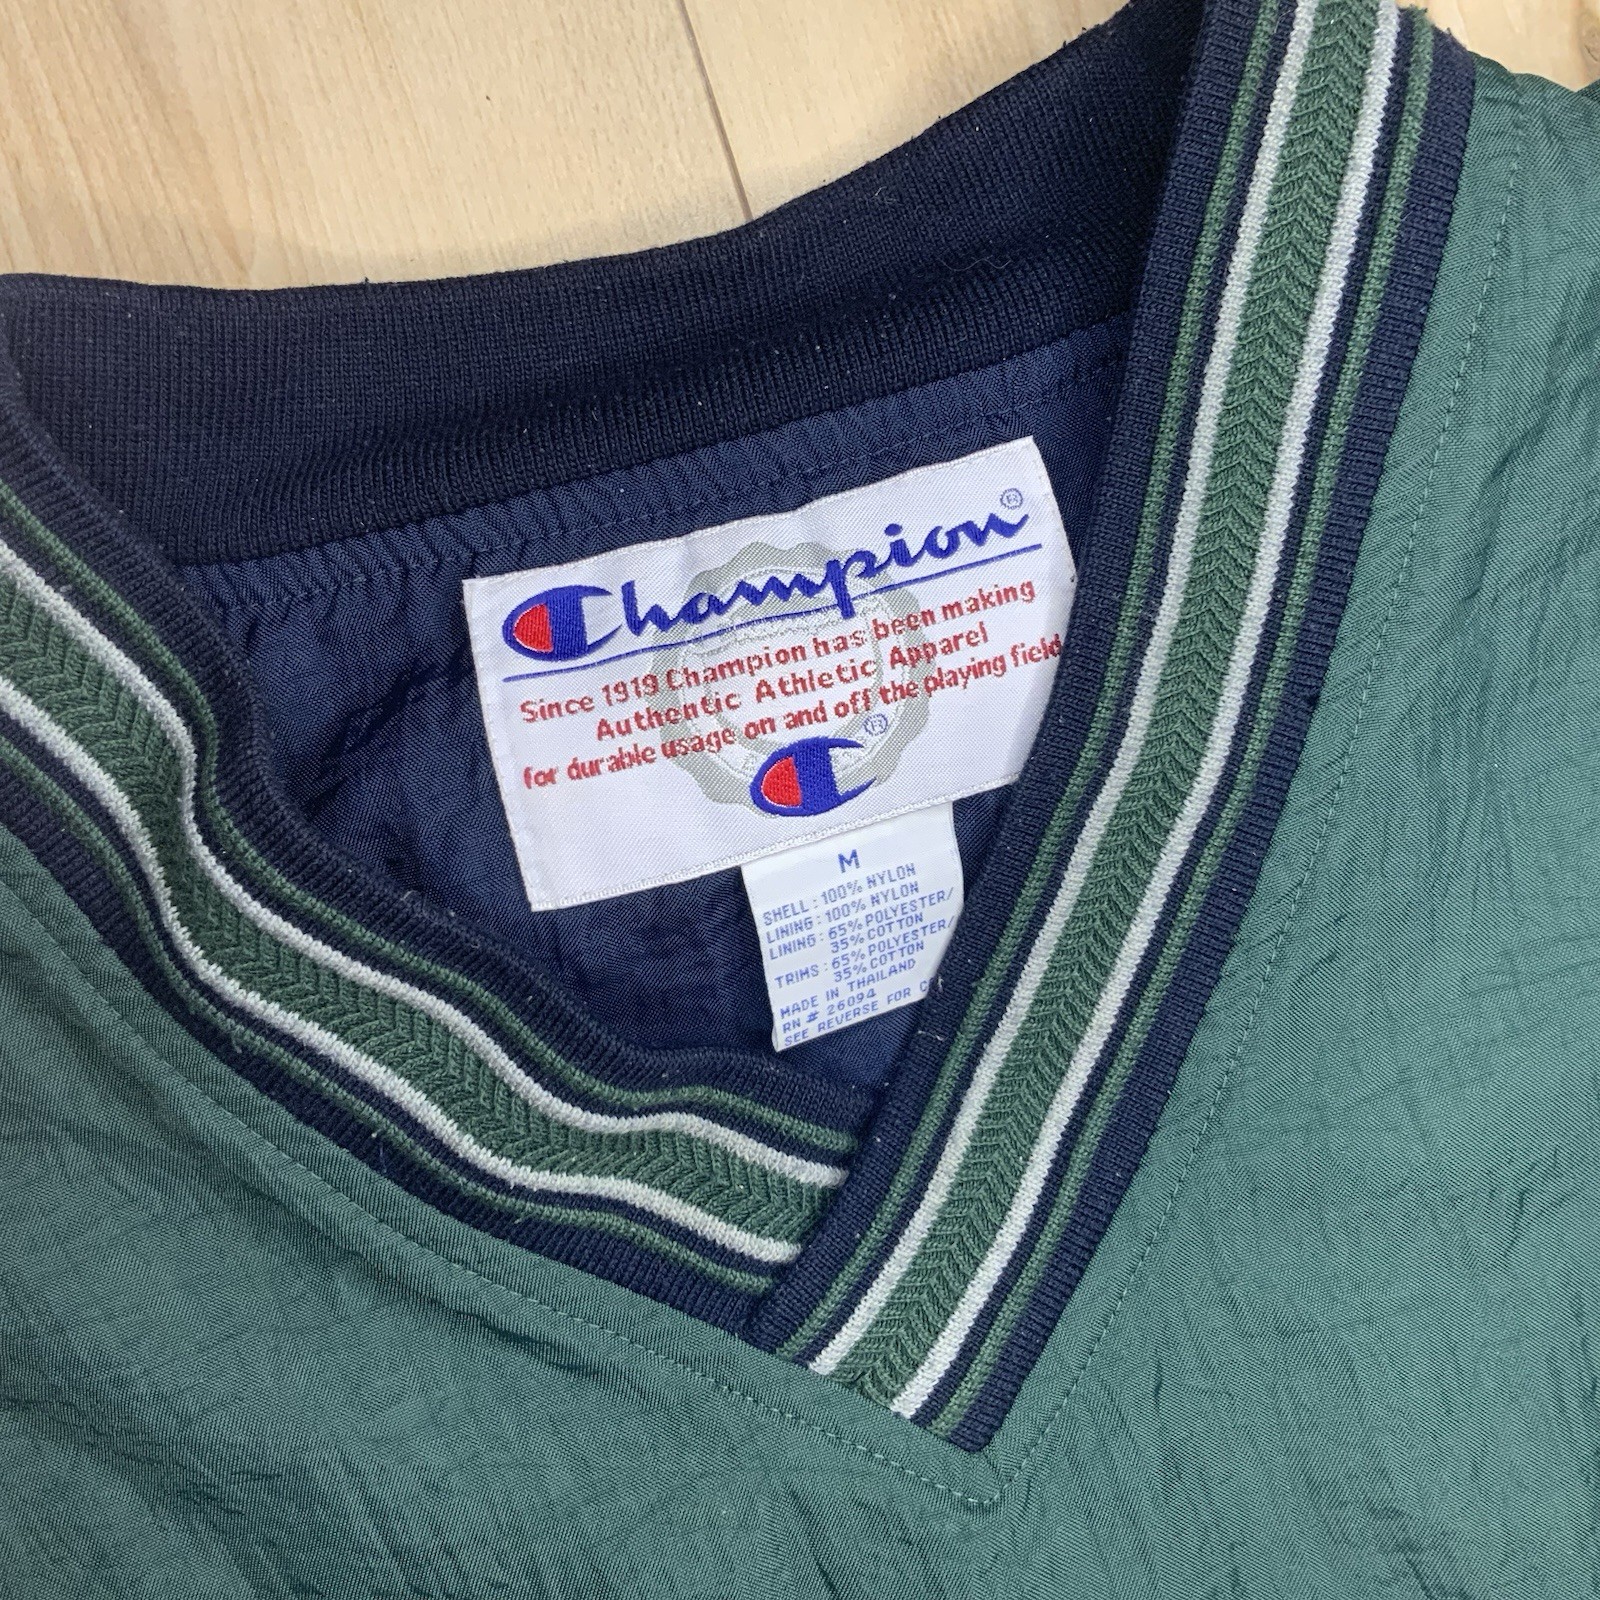 Champion®
Since 1919 Champion has been making
Authentic Athletic Apparel
for durable usage on and off the playing field
®
M
SHELL: 100% NYLON
LINING: 100% NYLON
LINING: 65% POLYESTER/
35% COTTON
TRIMS: 65% POLYESTER/
35% COTTON
MADE IN THAILAND
RN # 26094
SEE REVERSE FOR